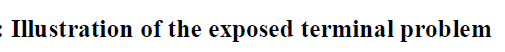 : Illustration of the exposed terminal problem